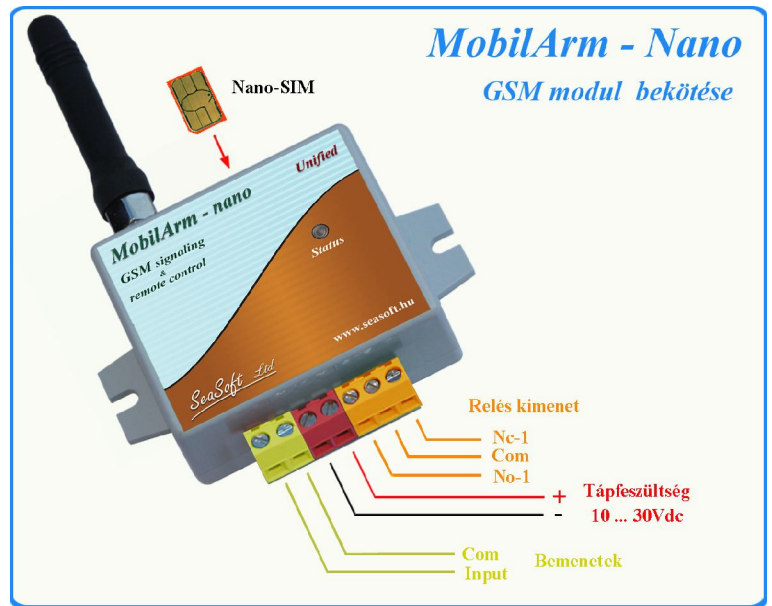 MobilArm - Nano
GSM modul bekötése
Nano-SIM
Unified
MobilArm - nano
GSM signaling
&
remote control
Status
www.seasoft.hu
SeaSoft Ltd
Relés kimenet
Nc-1
Com
No-1
+ Tápfeszültség
- 10 ... 30Vdc
Com
Input
Bemenetek